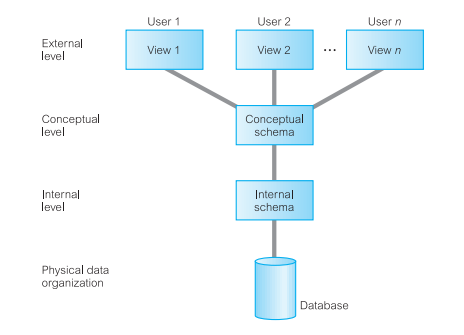 User 1
User 2
User n
External
level
View 1
View 2
...
View n
Conceptual
level
Conceptual
schema
Internal
level
Internal
schema
Physical data
organization
Database